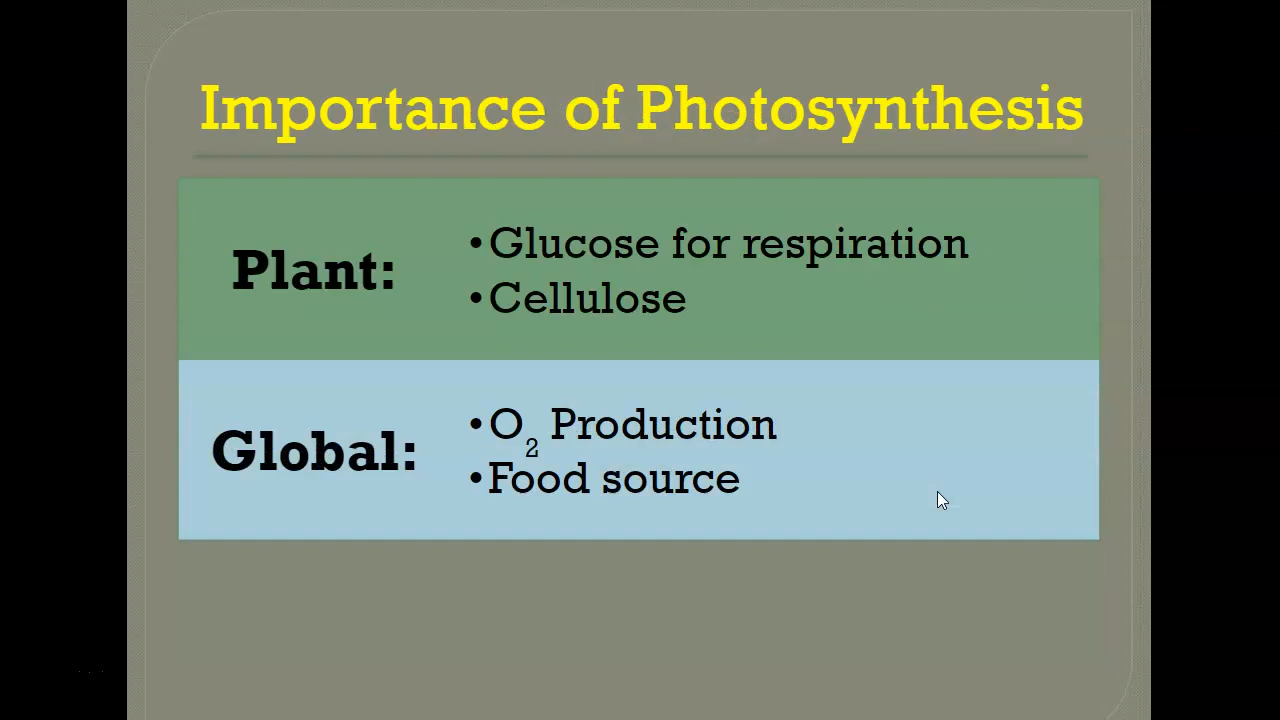 Importance of Photosynthesis
Plant:
•Glucose for respiration
•Cellulose
Global:
•O₂ Production
•Food source